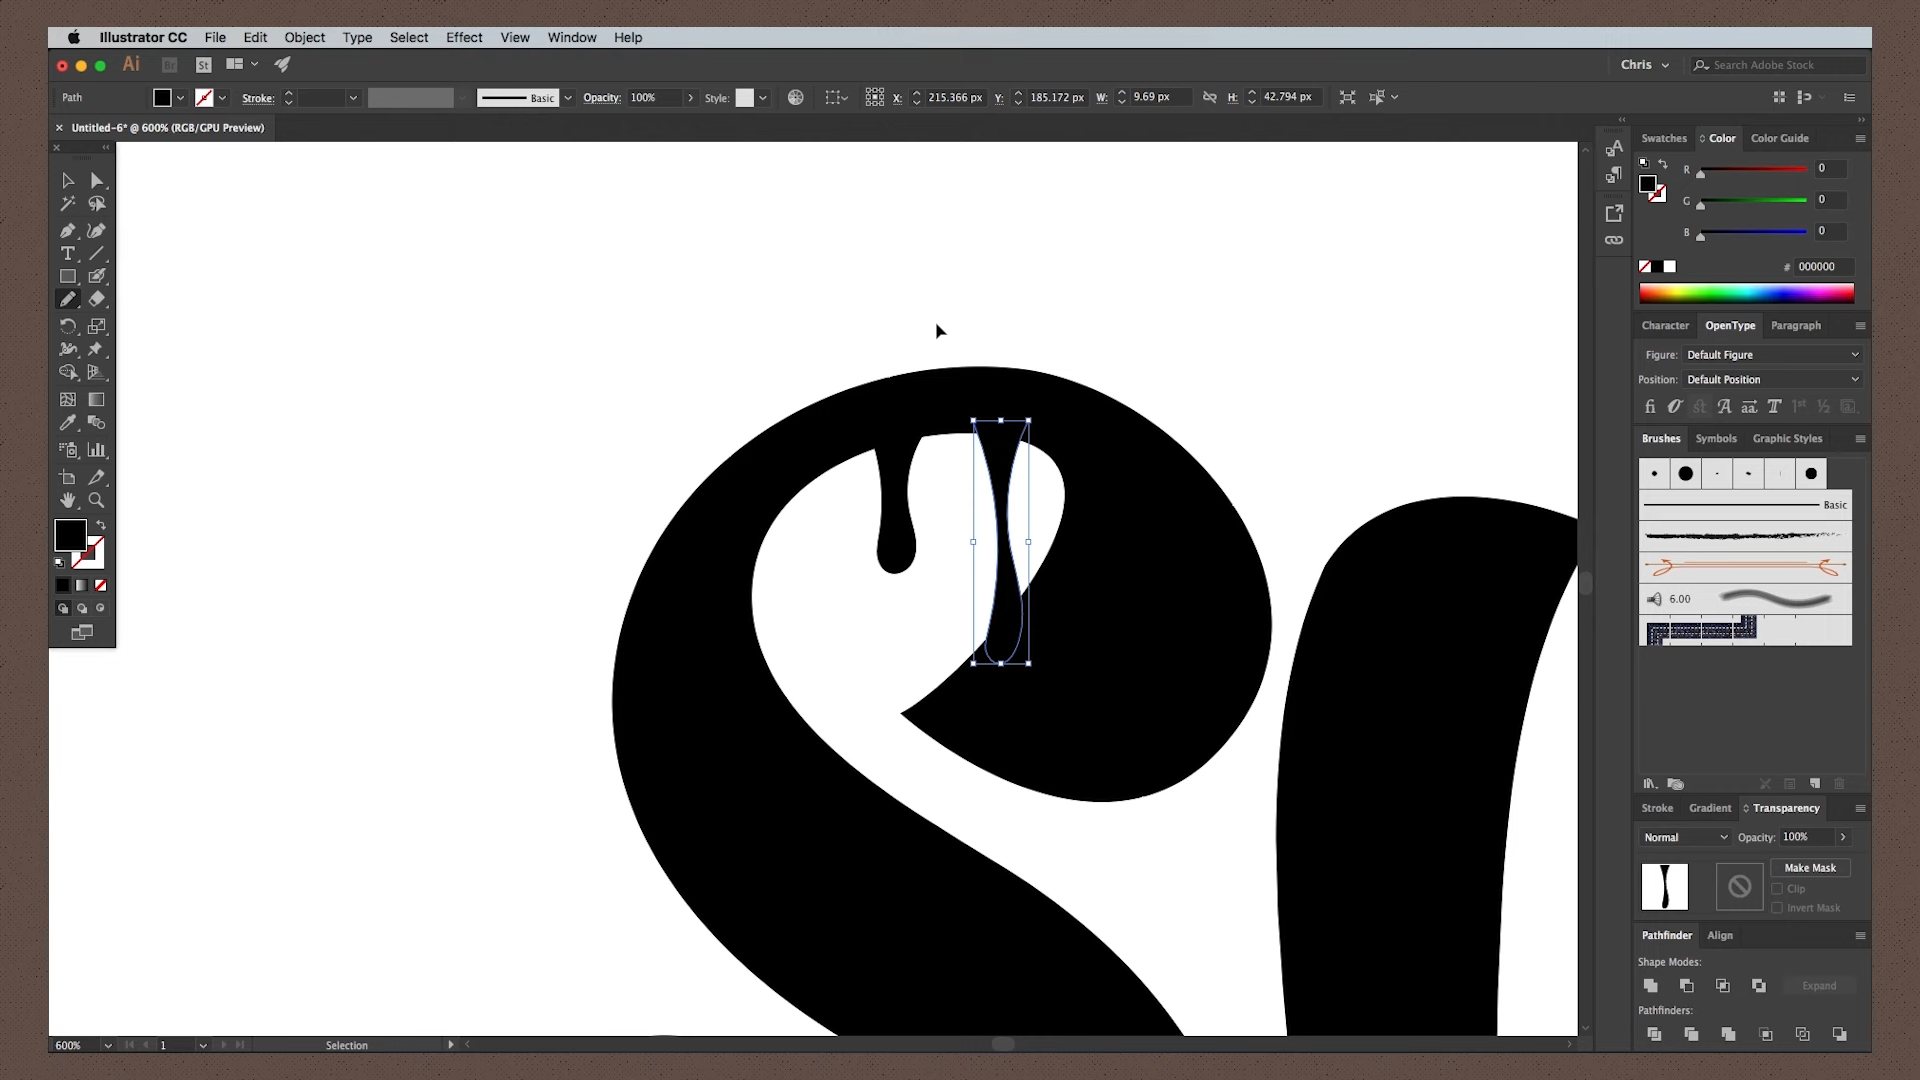 Illustrator CC File Edit Object Type Select Effect View Window Help
Ai Br St Chris Search Adobe Stock
Path Stroke: Basic Opacity: 100% Style: X: 215.366 px Y: 185.172 px W: 9.69 px H: 42.794 px
Untitled-6* @ 600% (RGB/GPU Preview)
Swatches Color Color Guide
R 0
G 0
B 0
# 000000
Character OpenType Paragraph
Figure: Default Figure
Position: Default Position
Brushes Symbols Graphic Styles
Basic
6.00
Stroke Gradient Transparency
Normal Opacity: 100%
Make Mask
Clip
Invert Mask
Pathfinder Align
Shape Modes:
Expand
Pathfinders:
600% 1 Selection